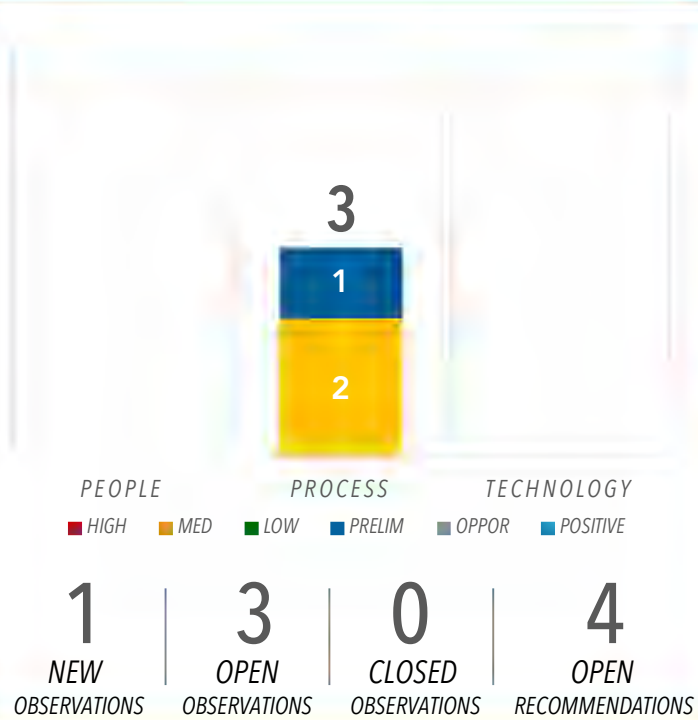 3
1
2
PEOPLE PROCESS TECHNOLOGY
HIGH MED LOW PRELIM OPPOR POSITIVE
1 3 0 4
NEW OPEN CLOSED OPEN
OBSERVATIONS OBSERVATIONS OBSERVATIONS RECOMMENDATIONS